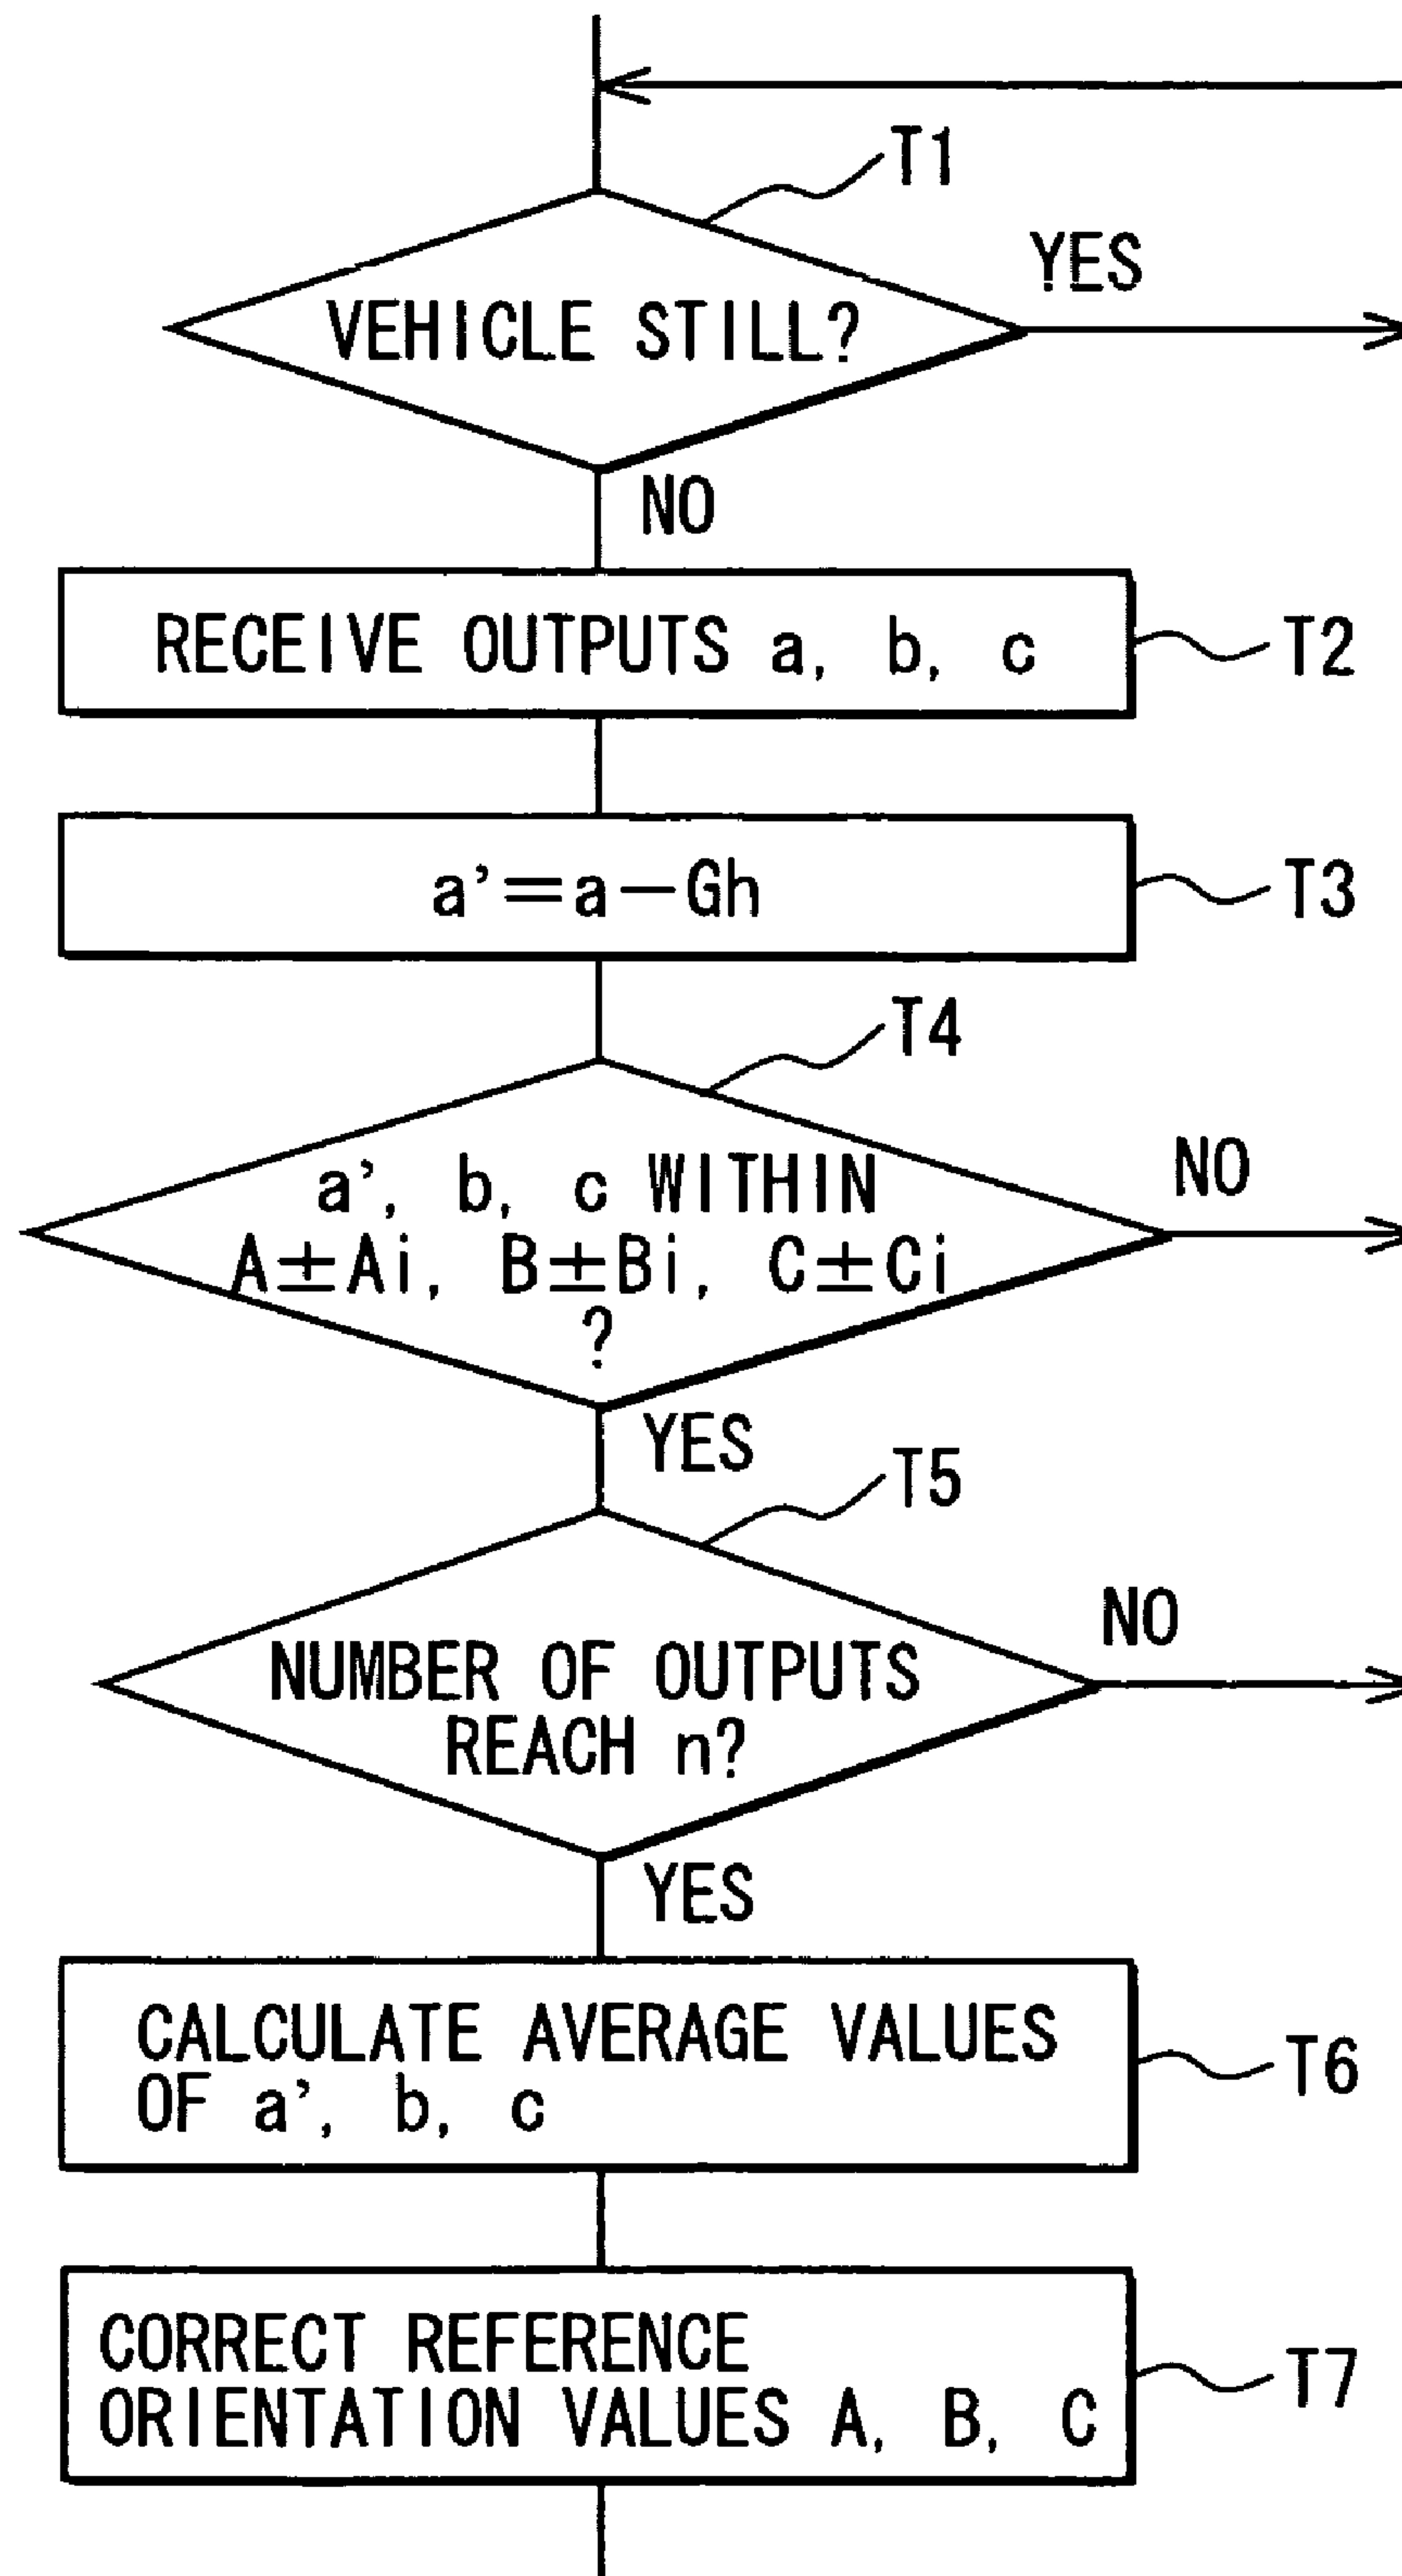 T1
YES
VEHICLE STILL?
NO
RECEIVE OUTPUTS a, b, c
T2
a'=a−Gh
T3
T4
a', b, c WITHIN
NO
A±Ai, B±Bi, C±Ci
?
YES
T5
NO
NUMBER OF OUTPUTS
REACH n?
YES
CALCULATE AVERAGE VALUES
OF a', b, c
T6
CORRECT REFERENCE
ORIENTATION VALUES A, B, C
T7